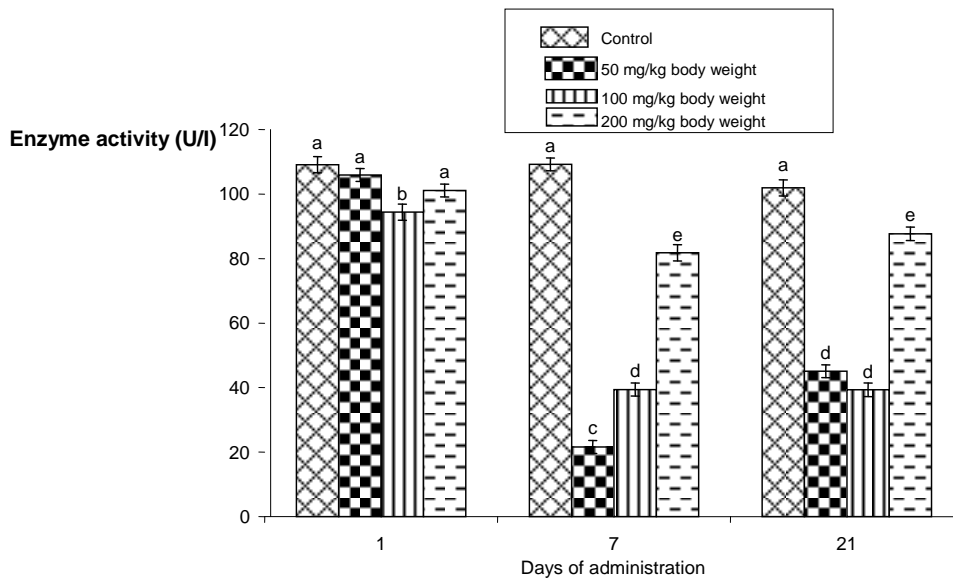 Control
50 mg/kg body weight
100 mg/kg body weight
200 mg/kg body weight
Enzyme activity (U/l)
120
100
80
60
40
20
0
a
a
b
a
a
c
d
e
a
d
d
e
1
7
21
Days of administration